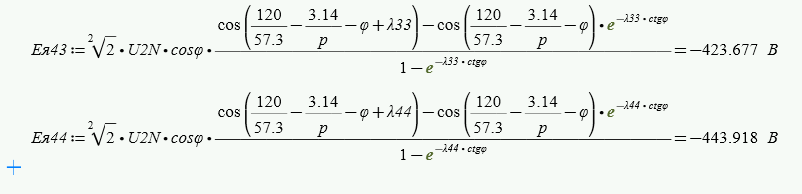 Eя43 := ²√2 • U2N • cosφ • (cos(120/57.3 − 3.14/p − φ + λ33) − cos(120/57.3 − 3.14/p − φ) • e^(−λ33 • ctgφ))/(1 − e^(−λ33 • ctgφ)) = −423.677 В
Eя44 := ²√2 • U2N • cosφ • (cos(120/57.3 − 3.14/p − φ + λ44) − cos(120/57.3 − 3.14/p − φ) • e^(−λ44 • ctgφ))/(1 − e^(−λ44 • ctgφ)) = −443.918 В